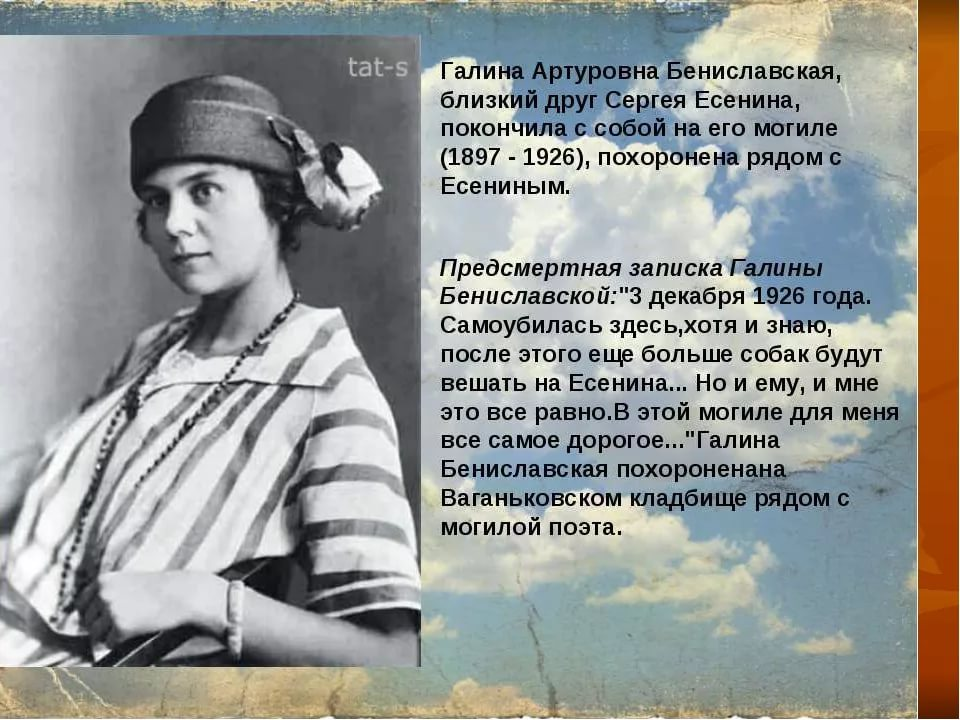 tat-s
Галина Артуровна Бениславская,
близкий друг Сергея Есенина,
покончила с собой на его могиле
(1897 - 1926), похоронена рядом с
Есениным.
Предсмертная записка Галины
Бениславской:"3 декабря 1926 года.
Самоубилась здесь,хотя и знаю,
после этого еще больше собак будут
вешать на Есенина... Но и ему, и мне
это все равно.В этой могиле для меня
все самое дорогое..."Галина
Бениславская похороненана
Ваганьковском кладбище рядом с
могилой поэта.